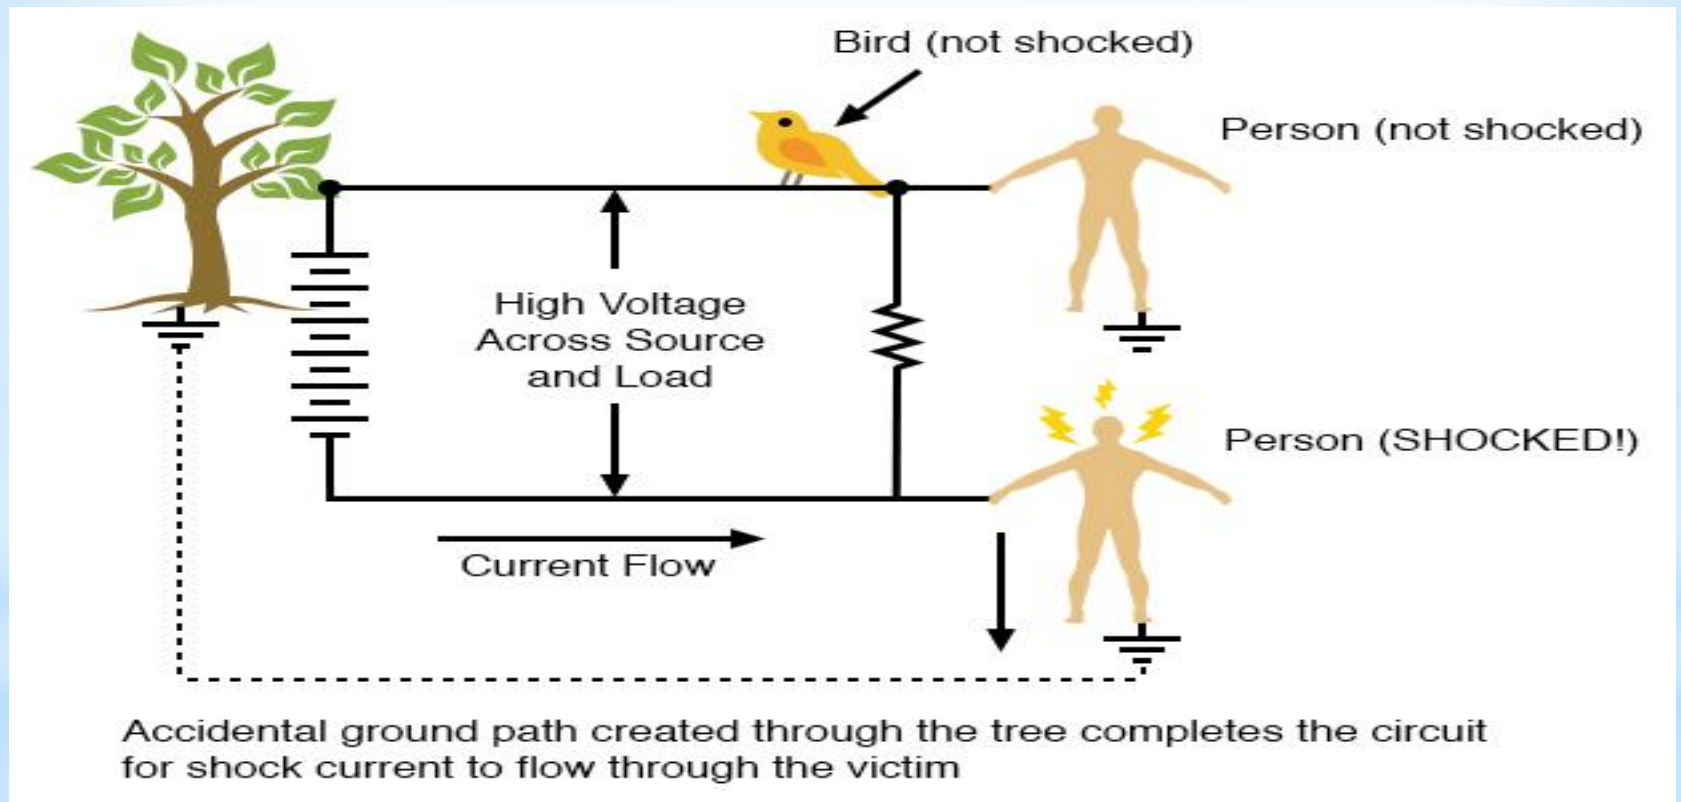 Bird (not shocked)
Person (not shocked)
High Voltage
Across Source
and Load
Person (SHOCKED!)
Current Flow
Accidental ground path created through the tree completes the circuit
for shock current to flow through the victim